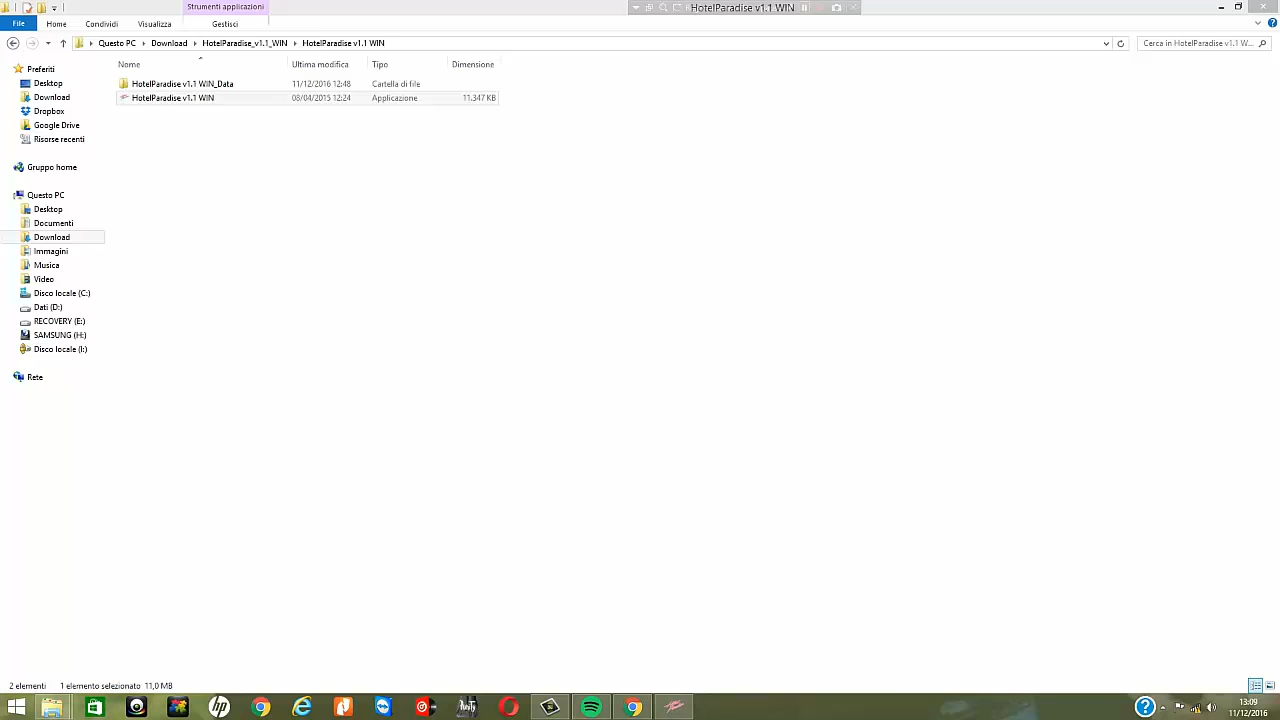 Strumenti applicazioni
HotelParadise v1.1 WIN
File Home Condividi Visualizza Gestisci
Questo PC Download HotelParadise_v1.1_WIN HotelParadise v1.1 WIN
Cerca in HotelParadise v1.1 W...
Nome Ultima modifica Tipo Dimensione
HotelParadise v1.1 WIN_Data 11/12/2016 12:48 Cartella di file
HotelParadise v1.1 WIN 08/04/2015 12:24 Applicazione 11.347 KB
Preferiti
Desktop
Download
Dropbox
Google Drive
Risorse recenti
Gruppo home
Questo PC
Desktop
Documenti
Download
Immagini
Musica
Video
Disco locale (C:)
Dati (D:)
RECOVERY (E:)
SAMSUNG (H:)
Disco locale (I:)
Rete
2 elementi 1 elemento selezionato 11,0 MB
hp
13:09
11/12/2016